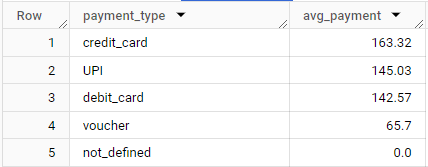 Row payment_type avg_payment
1 credit_card 163.32
2 UPI 145.03
3 debit_card 142.57
4 voucher 65.7
5 not_defined 0.0